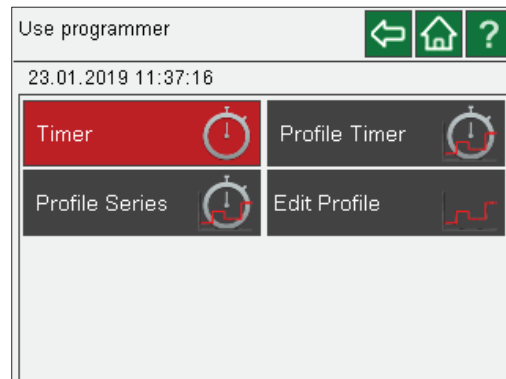 Use programmer
?
23.01.2019 11:37:16
Timer
Profile Timer
Profile Series
Edit Profile